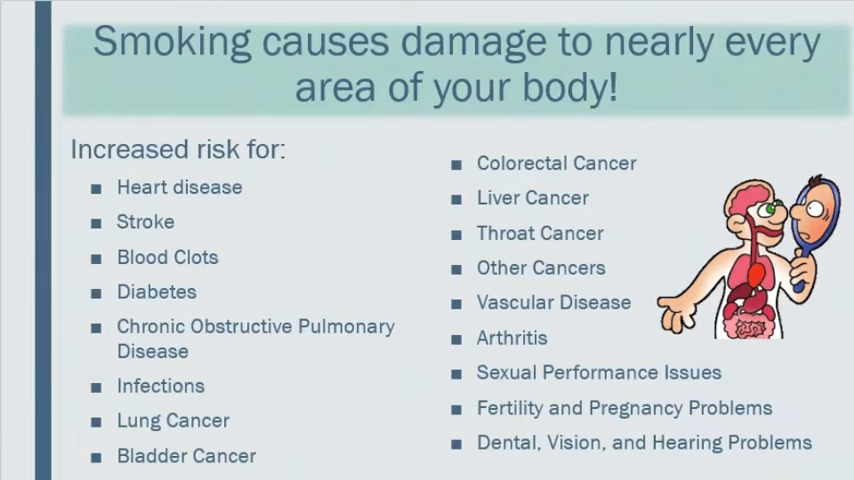 Smoking causes damage to nearly every
area of your body!
Increased risk for:
■ Heart disease
■ Stroke
■ Blood Clots
■ Diabetes
■ Chronic Obstructive Pulmonary
Disease
■ Infections
■ Lung Cancer
■ Bladder Cancer
■ Colorectal Cancer
■ Liver Cancer
■ Throat Cancer
■ Other Cancers
■ Vascular Disease
■ Arthritis
■ Sexual Performance Issues
■ Fertility and Pregnancy Problems
■ Dental, Vision, and Hearing Problems